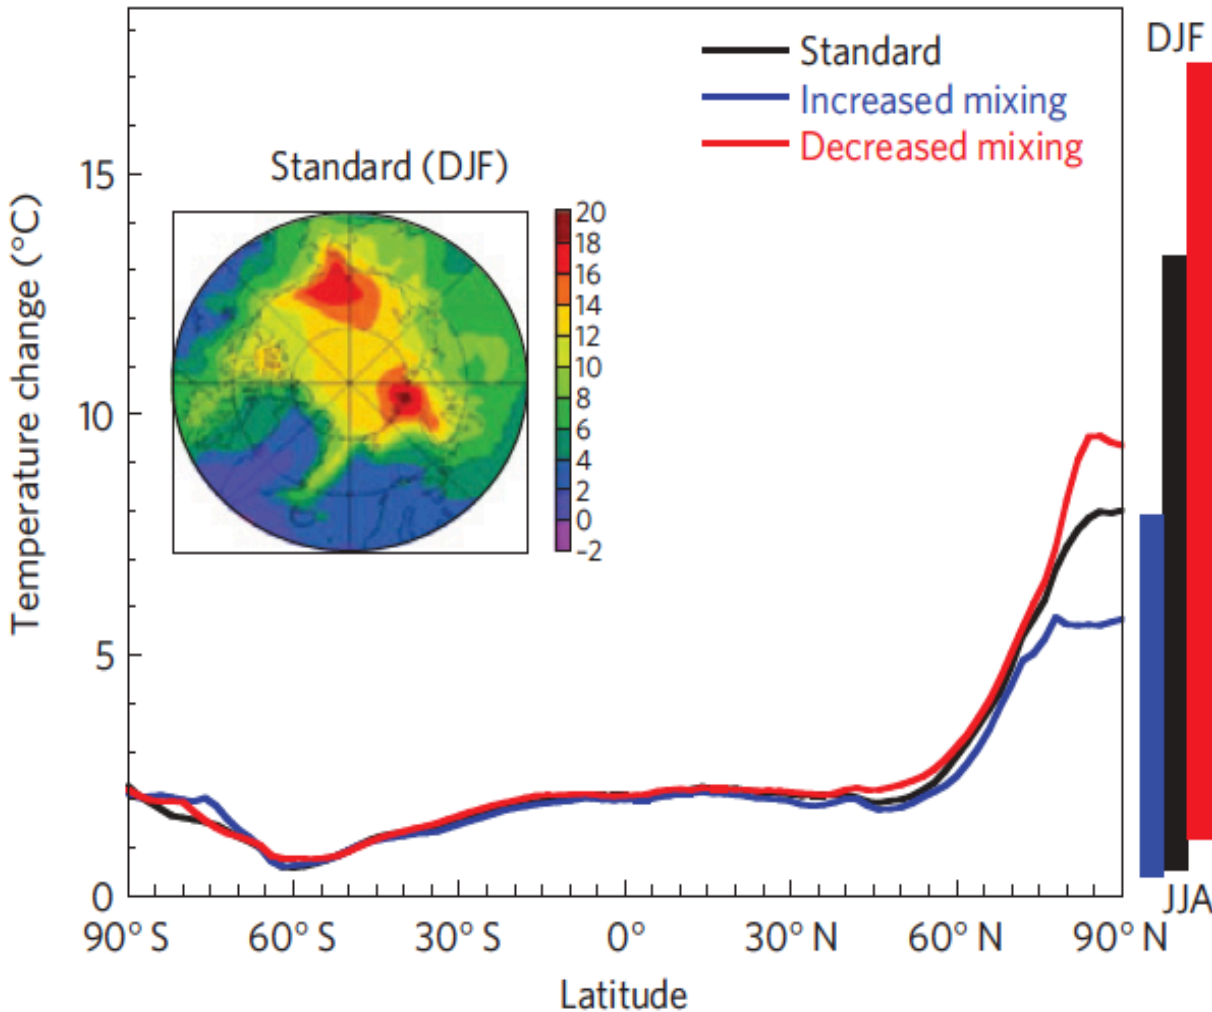 DJF
Standard
Increased mixing
Decreased mixing
Standard (DJF)
20
18
16
14
12
10
8
6
4
2
0
–2
Temperature change (°C)
15
10
5
0
90° S
60° S
30° S
0°
30° N
60° N
90° N
JJA
Latitude